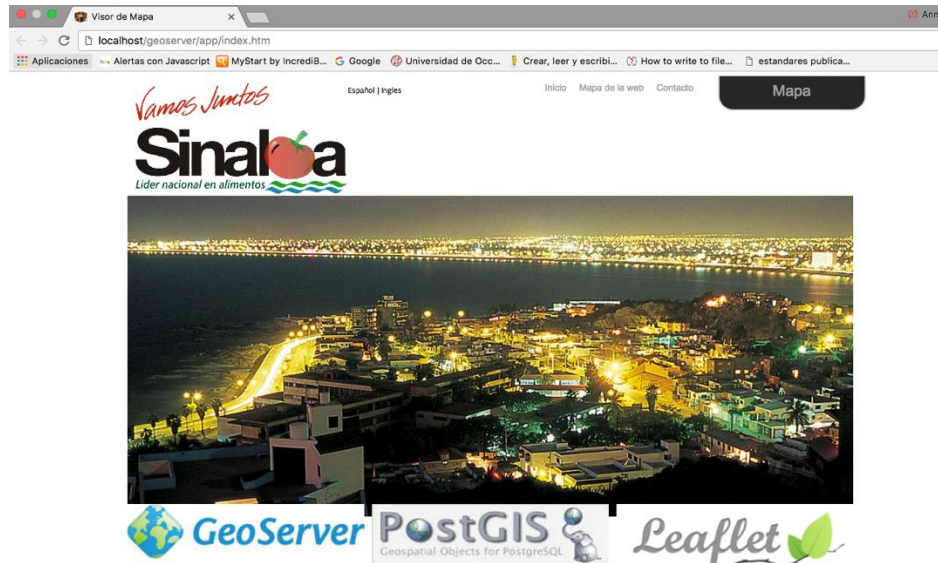 Visor de Mapa
Ann
localhost/geoserver/app/index.htm
Aplicaciones Alertas con Javascript MyStart by IncrediB... Google Universidad de Occ... Crear, leer y escribi... How to write to file... estandares publica...
Vamos Juntos
Español | Ingles
Inicio Mapa de la web Contacto
Mapa
Sinaloa
Lider nacional en alimentos
GeoServer
PostGIS
Geospatial Objects for PostgreSQL
Leaflet